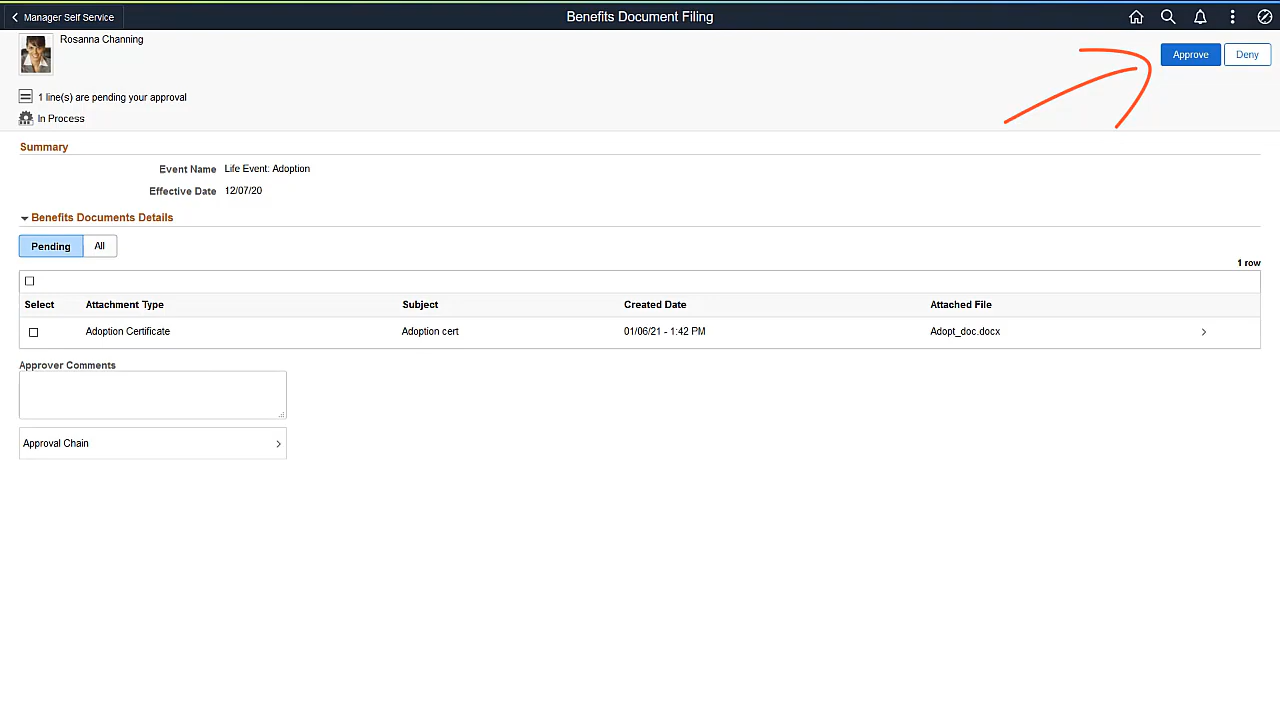 Manager Self Service
Benefits Document Filing
Rosanna Channing
Approve
Deny
1 line(s) are pending your approval
In Process
Summary
Event Name Life Event: Adoption
Effective Date 12/07/20
Benefits Documents Details
Pending All
1 row
Select Attachment Type Subject Created Date Attached File
Adoption Certificate Adoption cert 01/06/21 - 1:42 PM Adopt_doc.docx
Approver Comments
Approval Chain